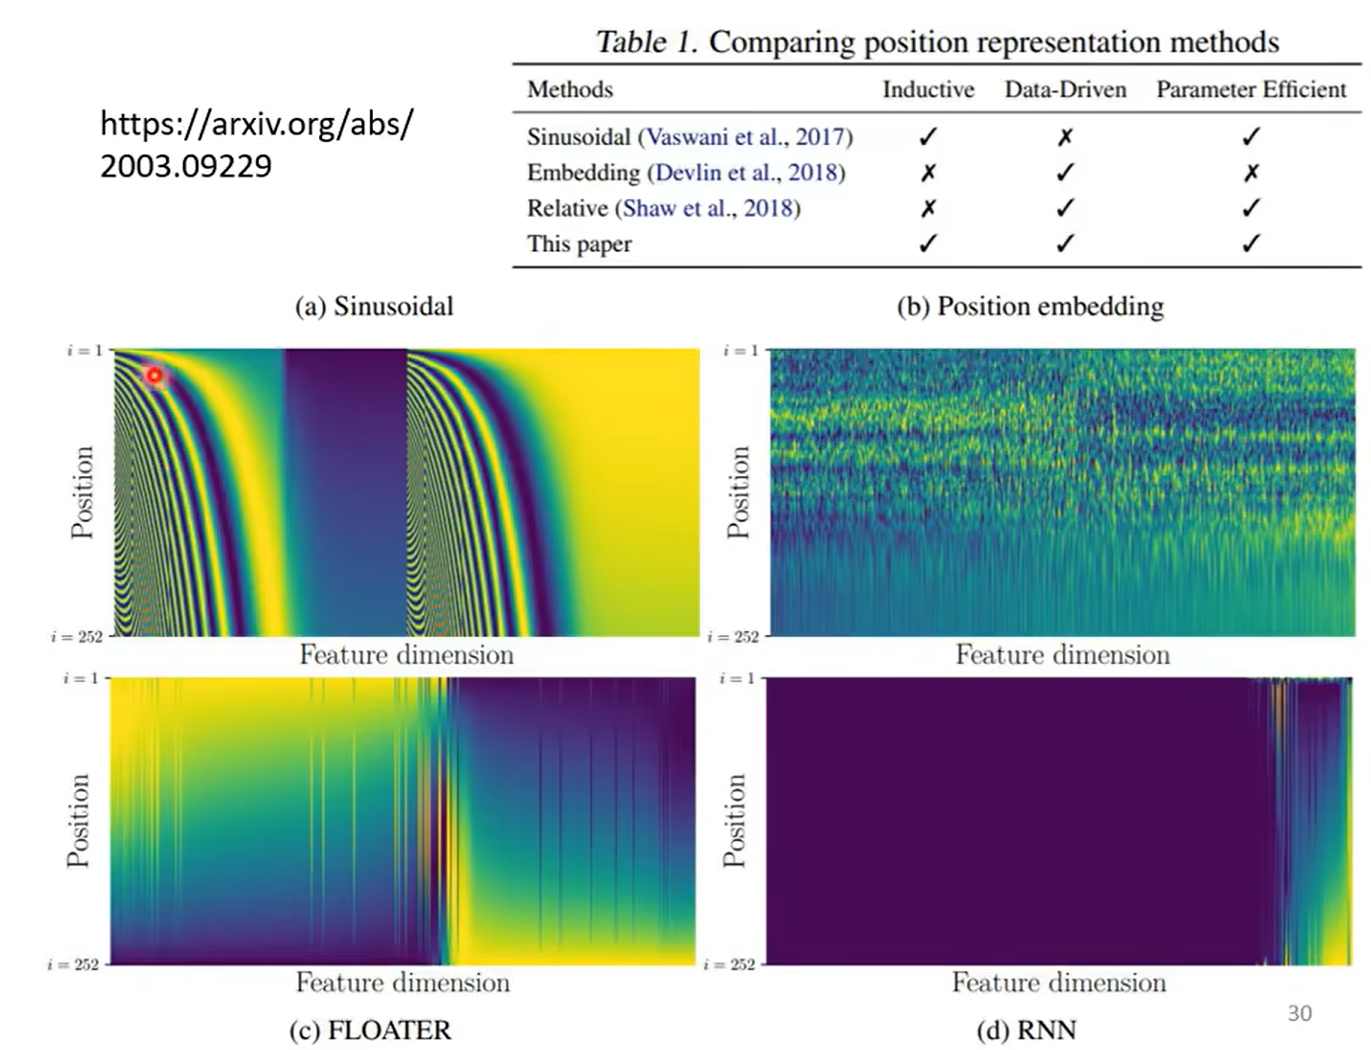 Table 1. Comparing position representation methods
https://arxiv.org/abs/
2003.09229
Methods Inductive Data-Driven Parameter Efficient
Sinusoidal (Vaswani et al., 2017) ✓ ✗ ✓
Embedding (Devlin et al., 2018) ✗ ✓ ✗
Relative (Shaw et al., 2018) ✗ ✓ ✓
This paper ✓ ✓ ✓
(a) Sinusoidal
i = 1
Position
i = 252
Feature dimension
(b) Position embedding
i = 1
Position
i = 252
Feature dimension
i = 1
Position
i = 252
Feature dimension
(c) FLOATER
i = 1
Position
i = 252
Feature dimension
(d) RNN
30